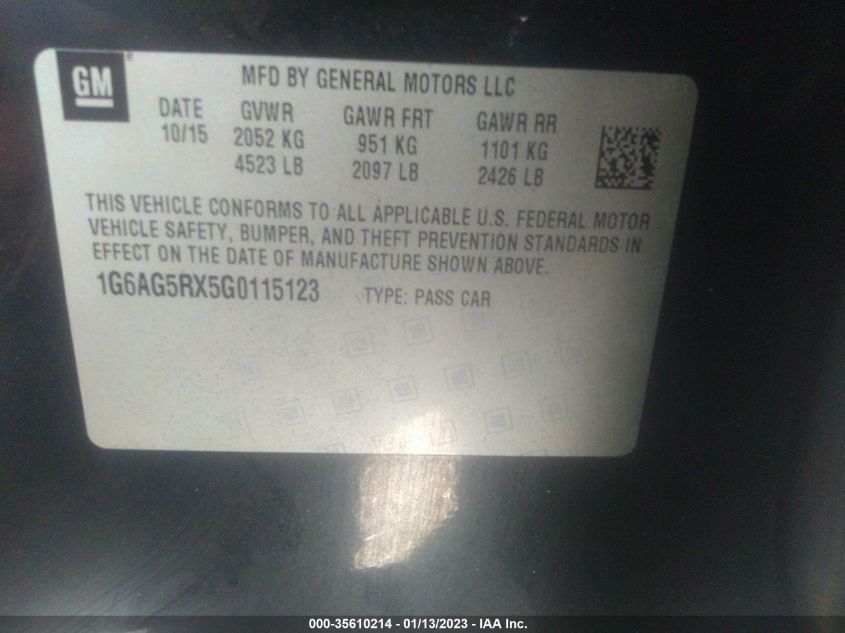 GM
MFD BY GENERAL MOTORS LLC
DATE GVWR GAWR FRT GAWR RR
10/15 2052 KG 951 KG 1101 KG
4523 LB 2097 LB 2426 LB
THIS VEHICLE CONFORMS TO ALL APPLICABLE U.S. FEDERAL MOTOR
VEHICLE SAFETY, BUMPER, AND THEFT PREVENTION STANDARDS IN
EFFECT ON THE DATE OF MANUFACTURE SHOWN ABOVE.
1G6AG5RX5G0115123 TYPE: PASS CAR
000-35610214 - 01/13/2023 - IAA Inc.